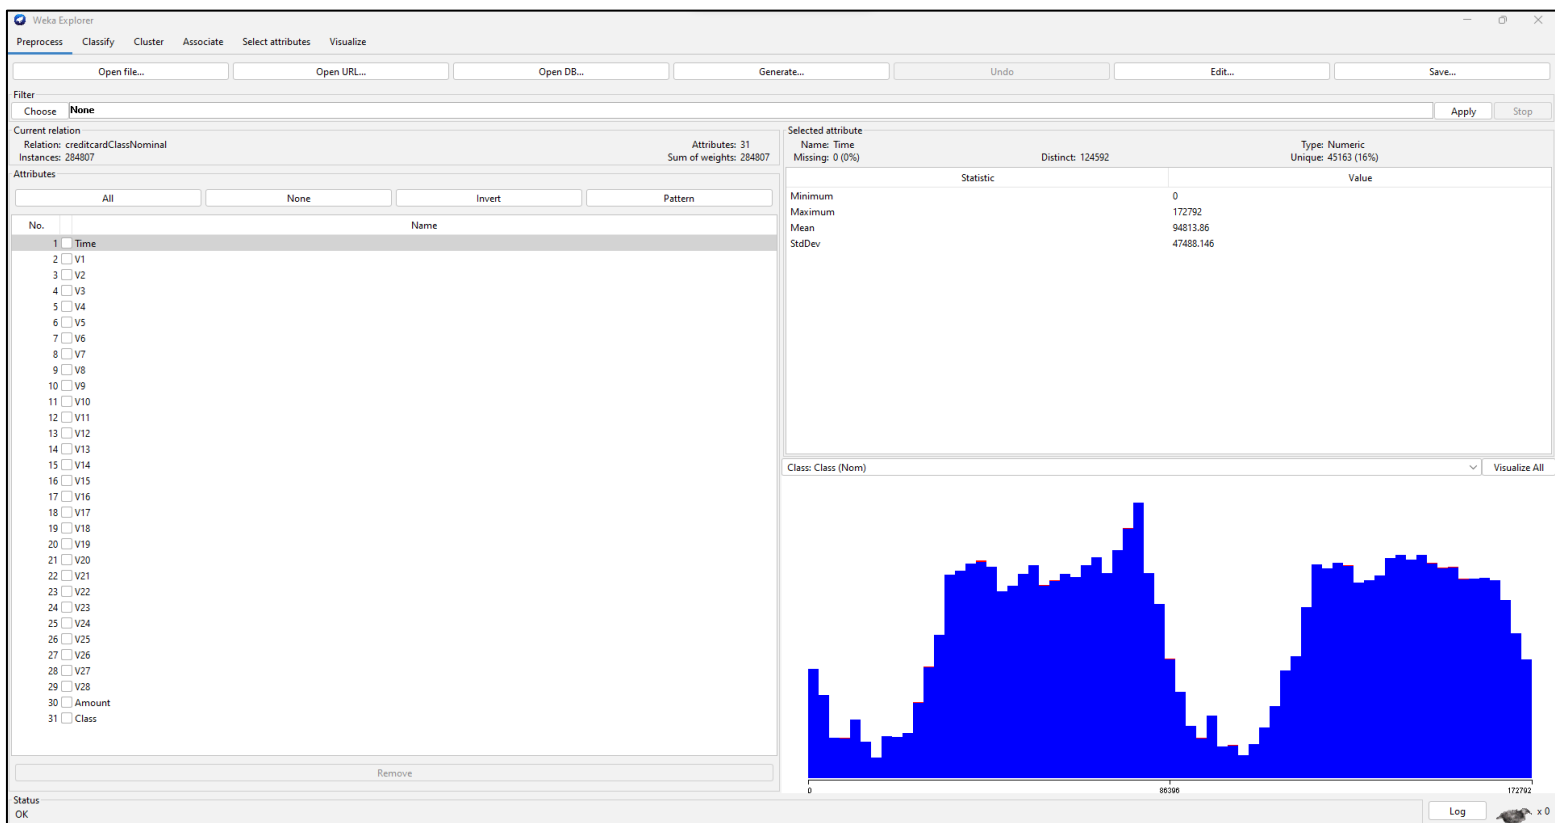 Weka Explorer
Preprocess Classify Cluster Associate Select attributes Visualize
Open file... Open URL... Open DB... Generate... Undo Edit... Save...
Filter
Choose None Apply Stop
Current relation
Relation: creditcardClassNominal Attributes: 31
Instances: 284807 Sum of weights: 284807
Attributes
All None Invert Pattern
No. Name
1 Time
2 V1
3 V2
4 V3
5 V4
6 V5
7 V6
8 V7
9 V8
10 V9
11 V10
12 V11
13 V12
14 V13
15 V14
16 V15
17 V16
18 V17
19 V18
20 V19
21 V20
22 V21
23 V22
24 V23
25 V24
26 V25
27 V26
28 V27
29 V28
30 Amount
31 Class
Remove
Selected attribute
Name: Time Type: Numeric
Missing: 0 (0%) Distinct: 124592 Unique: 45163 (16%)
Statistic Value
Minimum 0
Maximum 172792
Mean 94813.86
StdDev 47488.146
Class: Class (Nom) Visualize All
0 86396 172792
Status
OK Log x 0